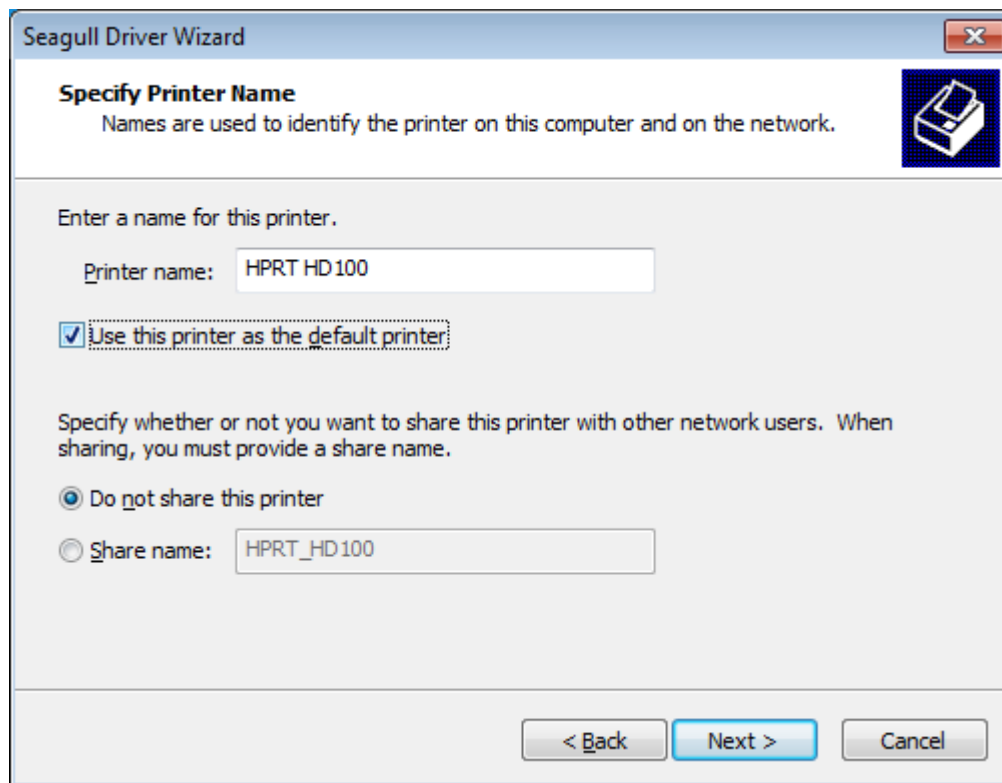 Seagull Driver Wizard
Specify Printer Name
Names are used to identify the printer on this computer and on the network.
Enter a name for this printer.
Printer name: HPRT HD100
Use this printer as the default printer
Specify whether or not you want to share this printer with other network users.  When
sharing, you must provide a share name.
Do not share this printer
Share name: HPRT_HD100
< Back Next > Cancel